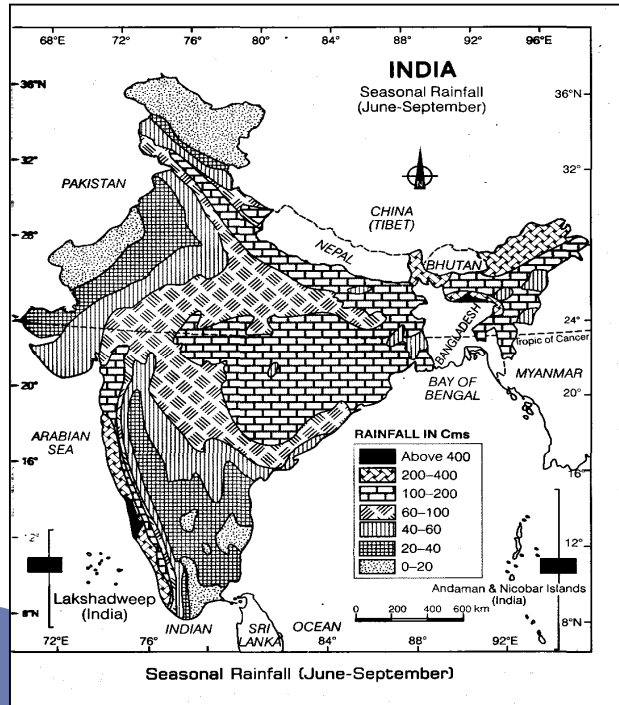 68°E 72° 76° 80° 84° 88° 92° 96°E
INDIA
Seasonal Rainfall
(June-September)
36°N 36°N
32° 32°
PAKISTAN
CHINA
(TIBET)
28°
NEPAL
BHUTAN
24°
BANGLADESH
Tropic of Cancer
20° 20°
BAY OF
BENGAL
MYANMAR
ARABIAN
SEA
RAINFALL IN Cms
Above 400
200-400
100-200
60-100
40-60
20-40
0-20
16° 16°
12° 12°
Lakshadweep
(India)
Andaman & Nicobar Islands
(India)
0 200 400 600 km
8°N 8°N
INDIAN
SRI
LANKA
OCEAN
72°E 76° 80° 84° 88° 92°E
Seasonal Rainfall (June-September)